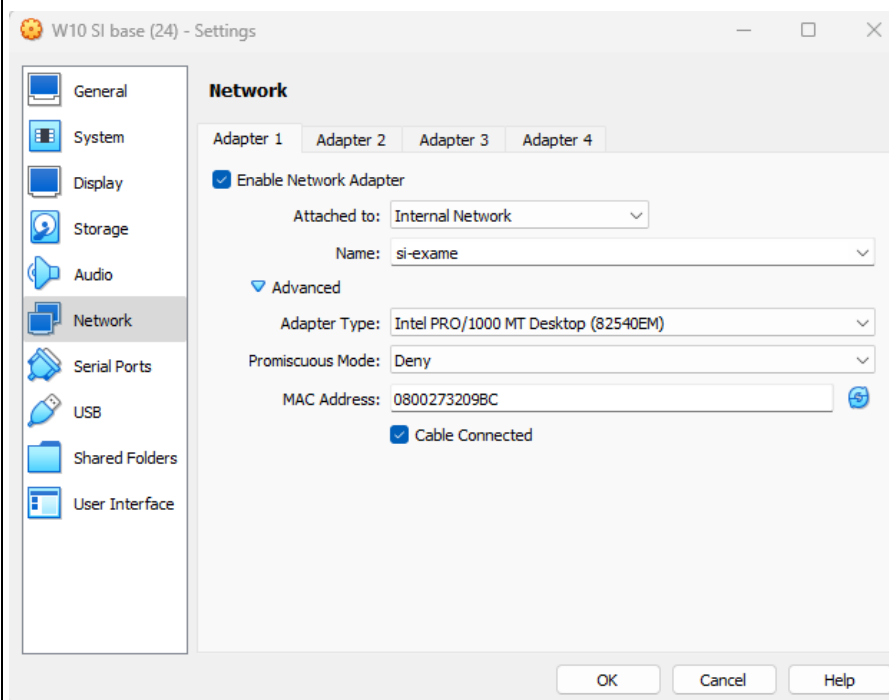 W10 SI base (24) - Settings
General
System
Display
Storage
Audio
Network
Serial Ports
USB
Shared Folders
User Interface
Network
Adapter 1 Adapter 2 Adapter 3 Adapter 4
Enable Network Adapter
Attached to: Internal Network
Name: si-exame
Advanced
Adapter Type: Intel PRO/1000 MT Desktop (82540EM)
Promiscuous Mode: Deny
MAC Address: 0800273209BC
Cable Connected
OK Cancel Help